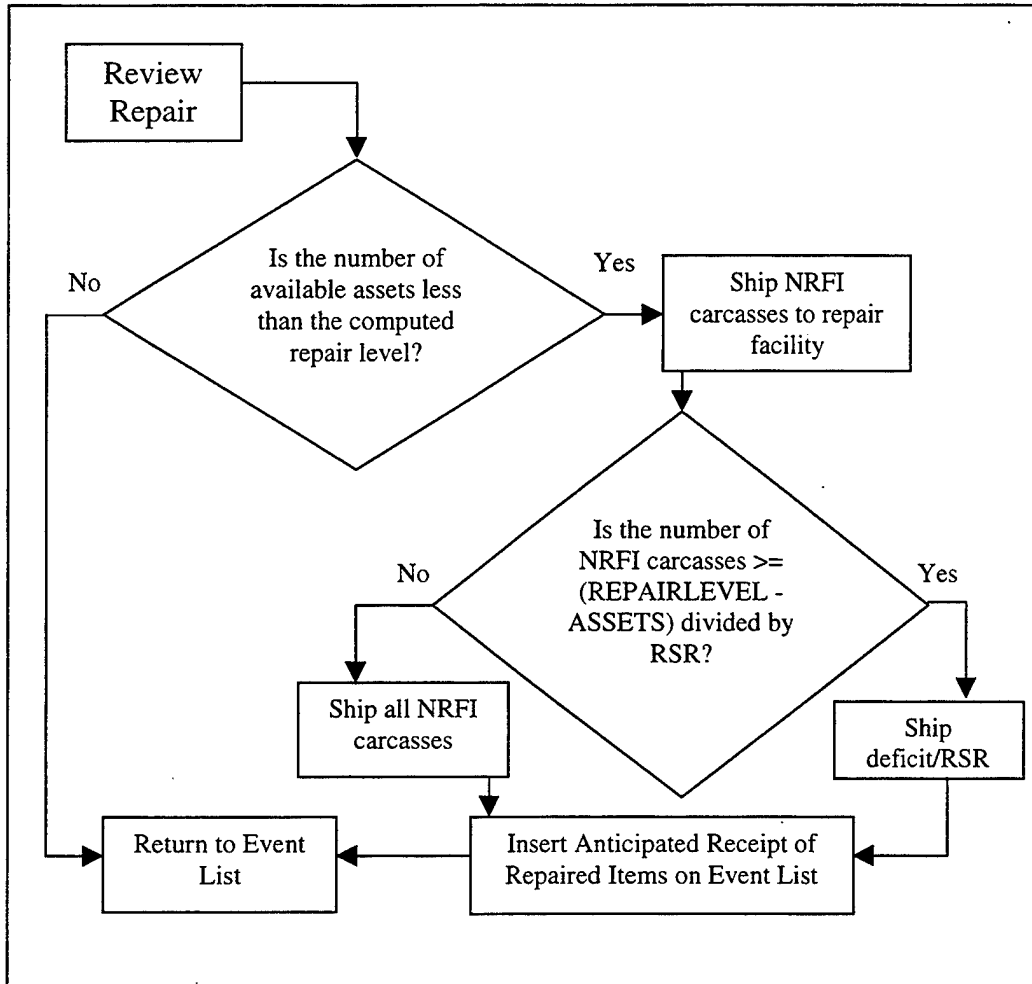 Review
Repair
Is the number of
available assets less
than the computed
repair level?
No
Yes
Ship NRFI
carcasses to repair
facility
Is the number of
NRFI carcasses >=
(REPAIRLEVEL -
ASSETS) divided by
RSR?
No
Yes
Ship all NRFI
carcasses
Ship
deficit/RSR
Return to Event
List
Insert Anticipated Receipt of
Repaired Items on Event List